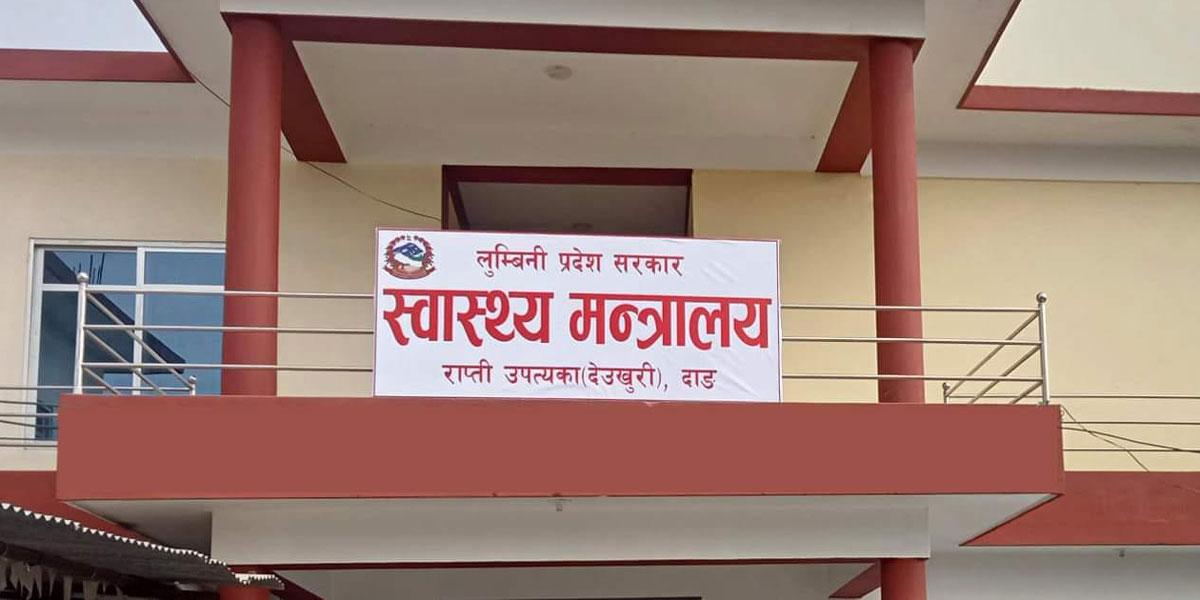 लुम्बिनी प्रदेश सरकार
स्वास्थ्य मन्त्रालय
राप्ती उपत्यका(देउखुरी), दाङ